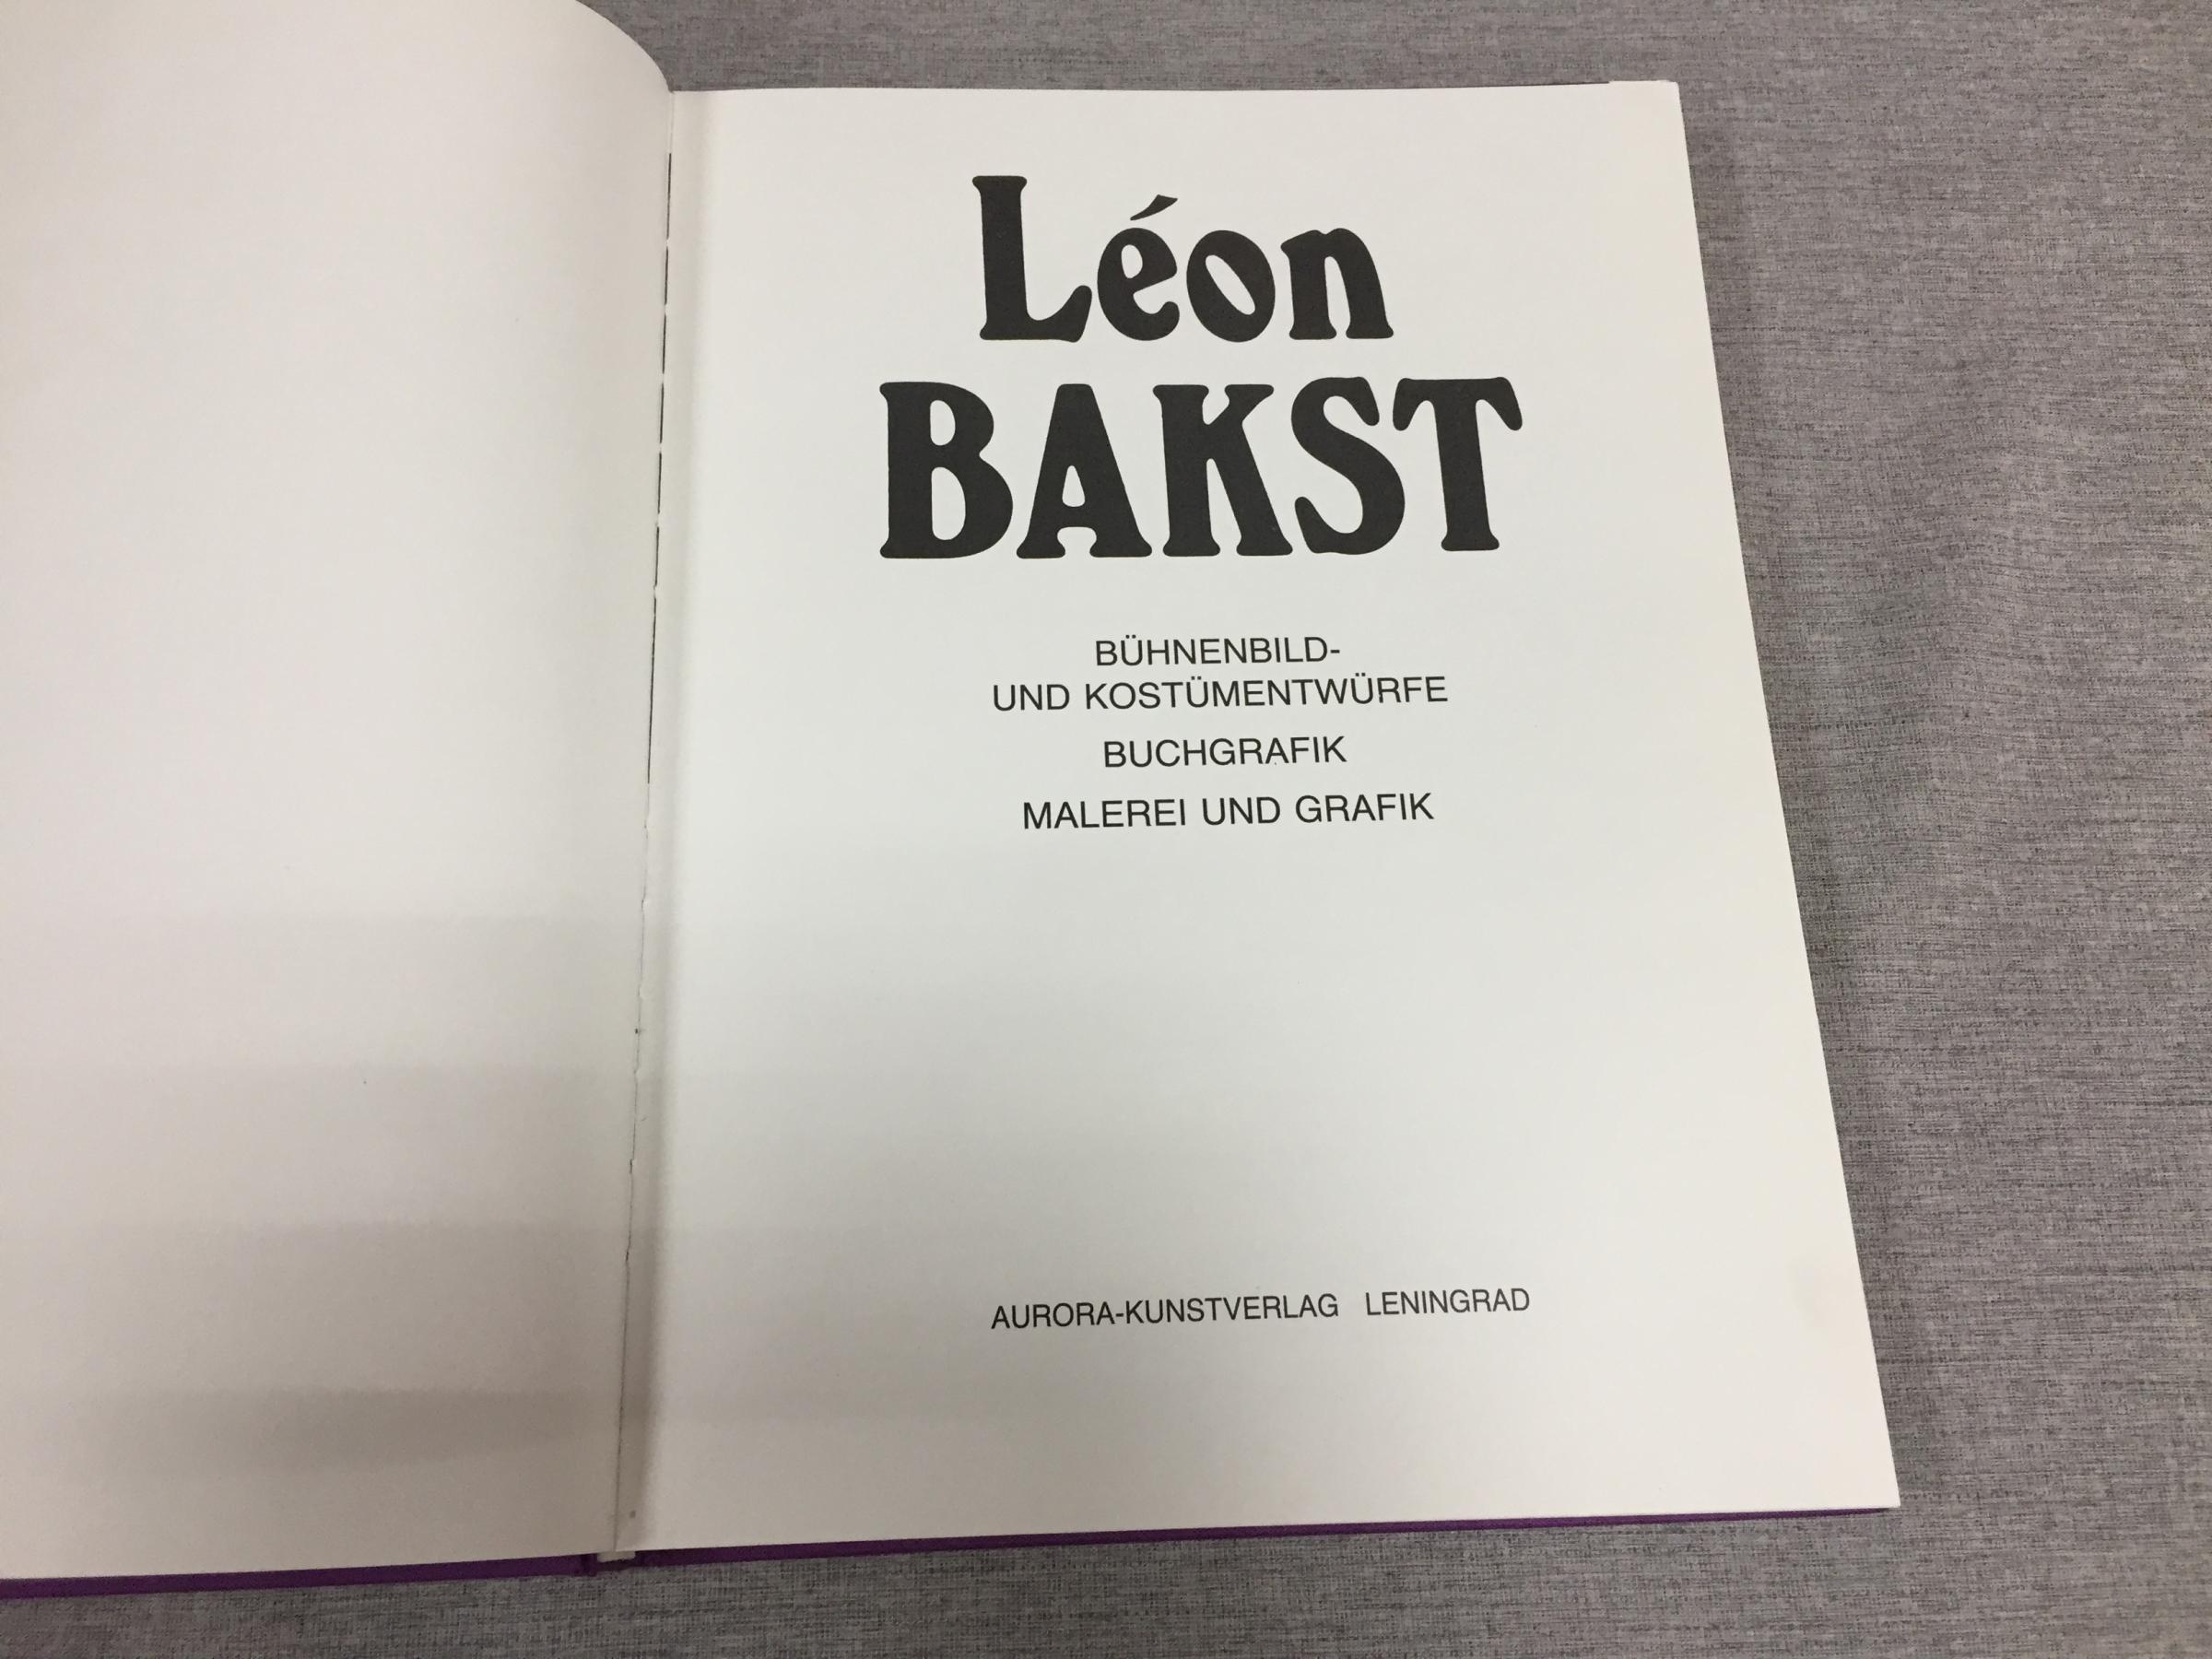 Léon
BAKST
BÜHNENBILD-
UND KOSTÜMENTWÜRFE
BUCHGRAFIK
MALEREI UND GRAFIK
AURORA-KUNSTVERLAG LENINGRAD